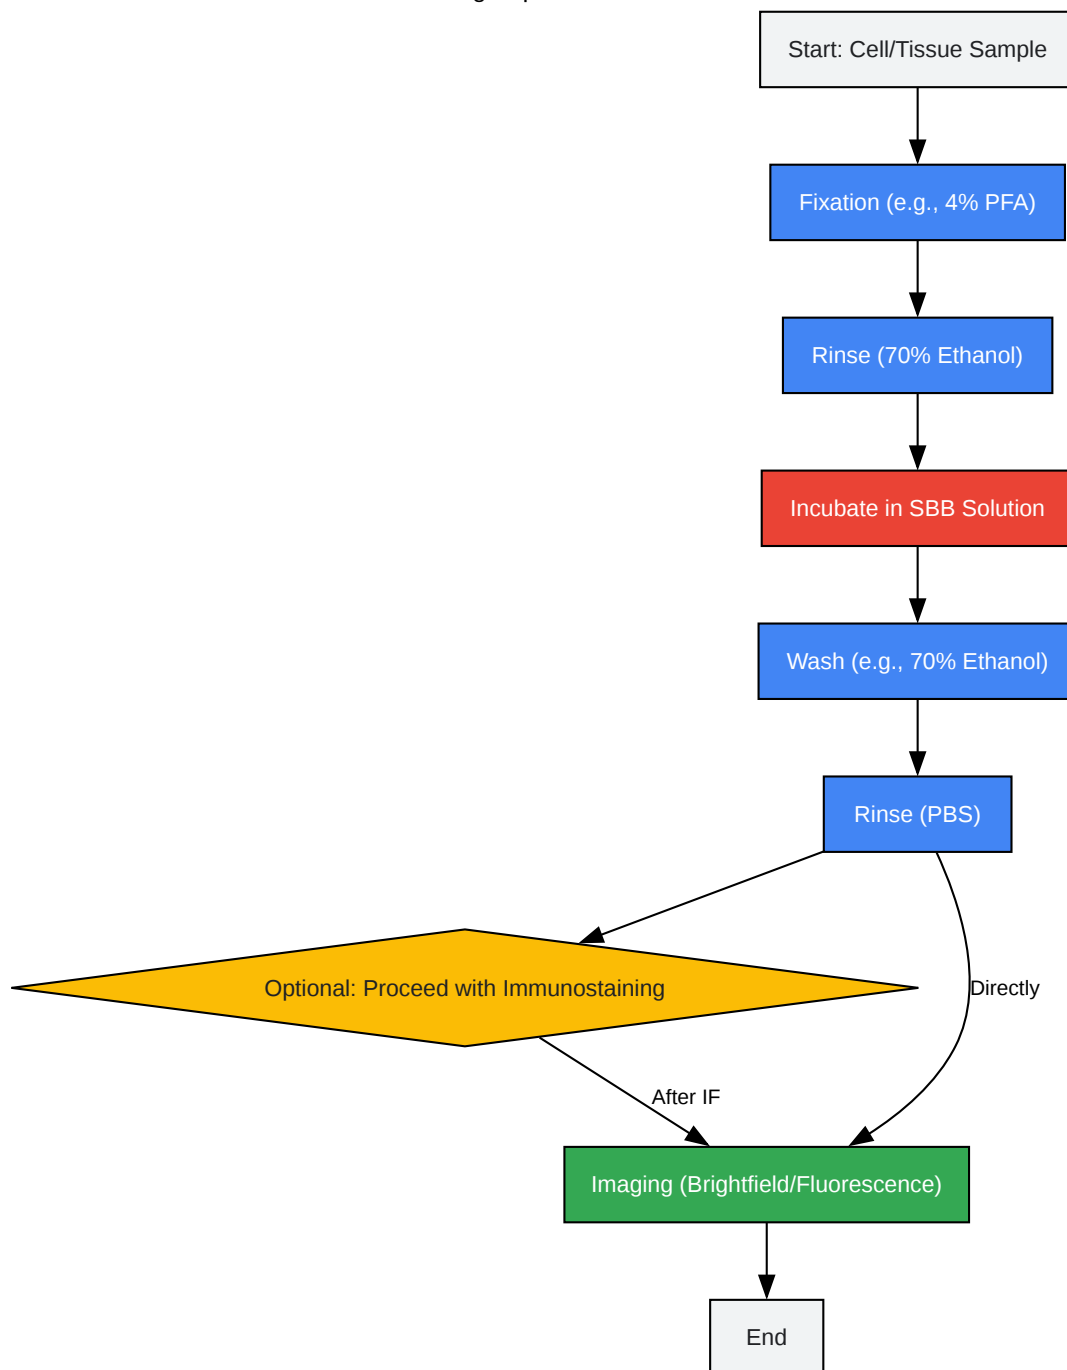 Start: Cell/Tissue Sample
Fixation (e.g., 4% PFA)
Rinse (70% Ethanol)
Incubate in SBB Solution
Wash (e.g., 70% Ethanol)
Rinse (PBS)
Optional: Proceed with Immunostaining
Directly
After IF
Imaging (Brightfield/Fluorescence)
End